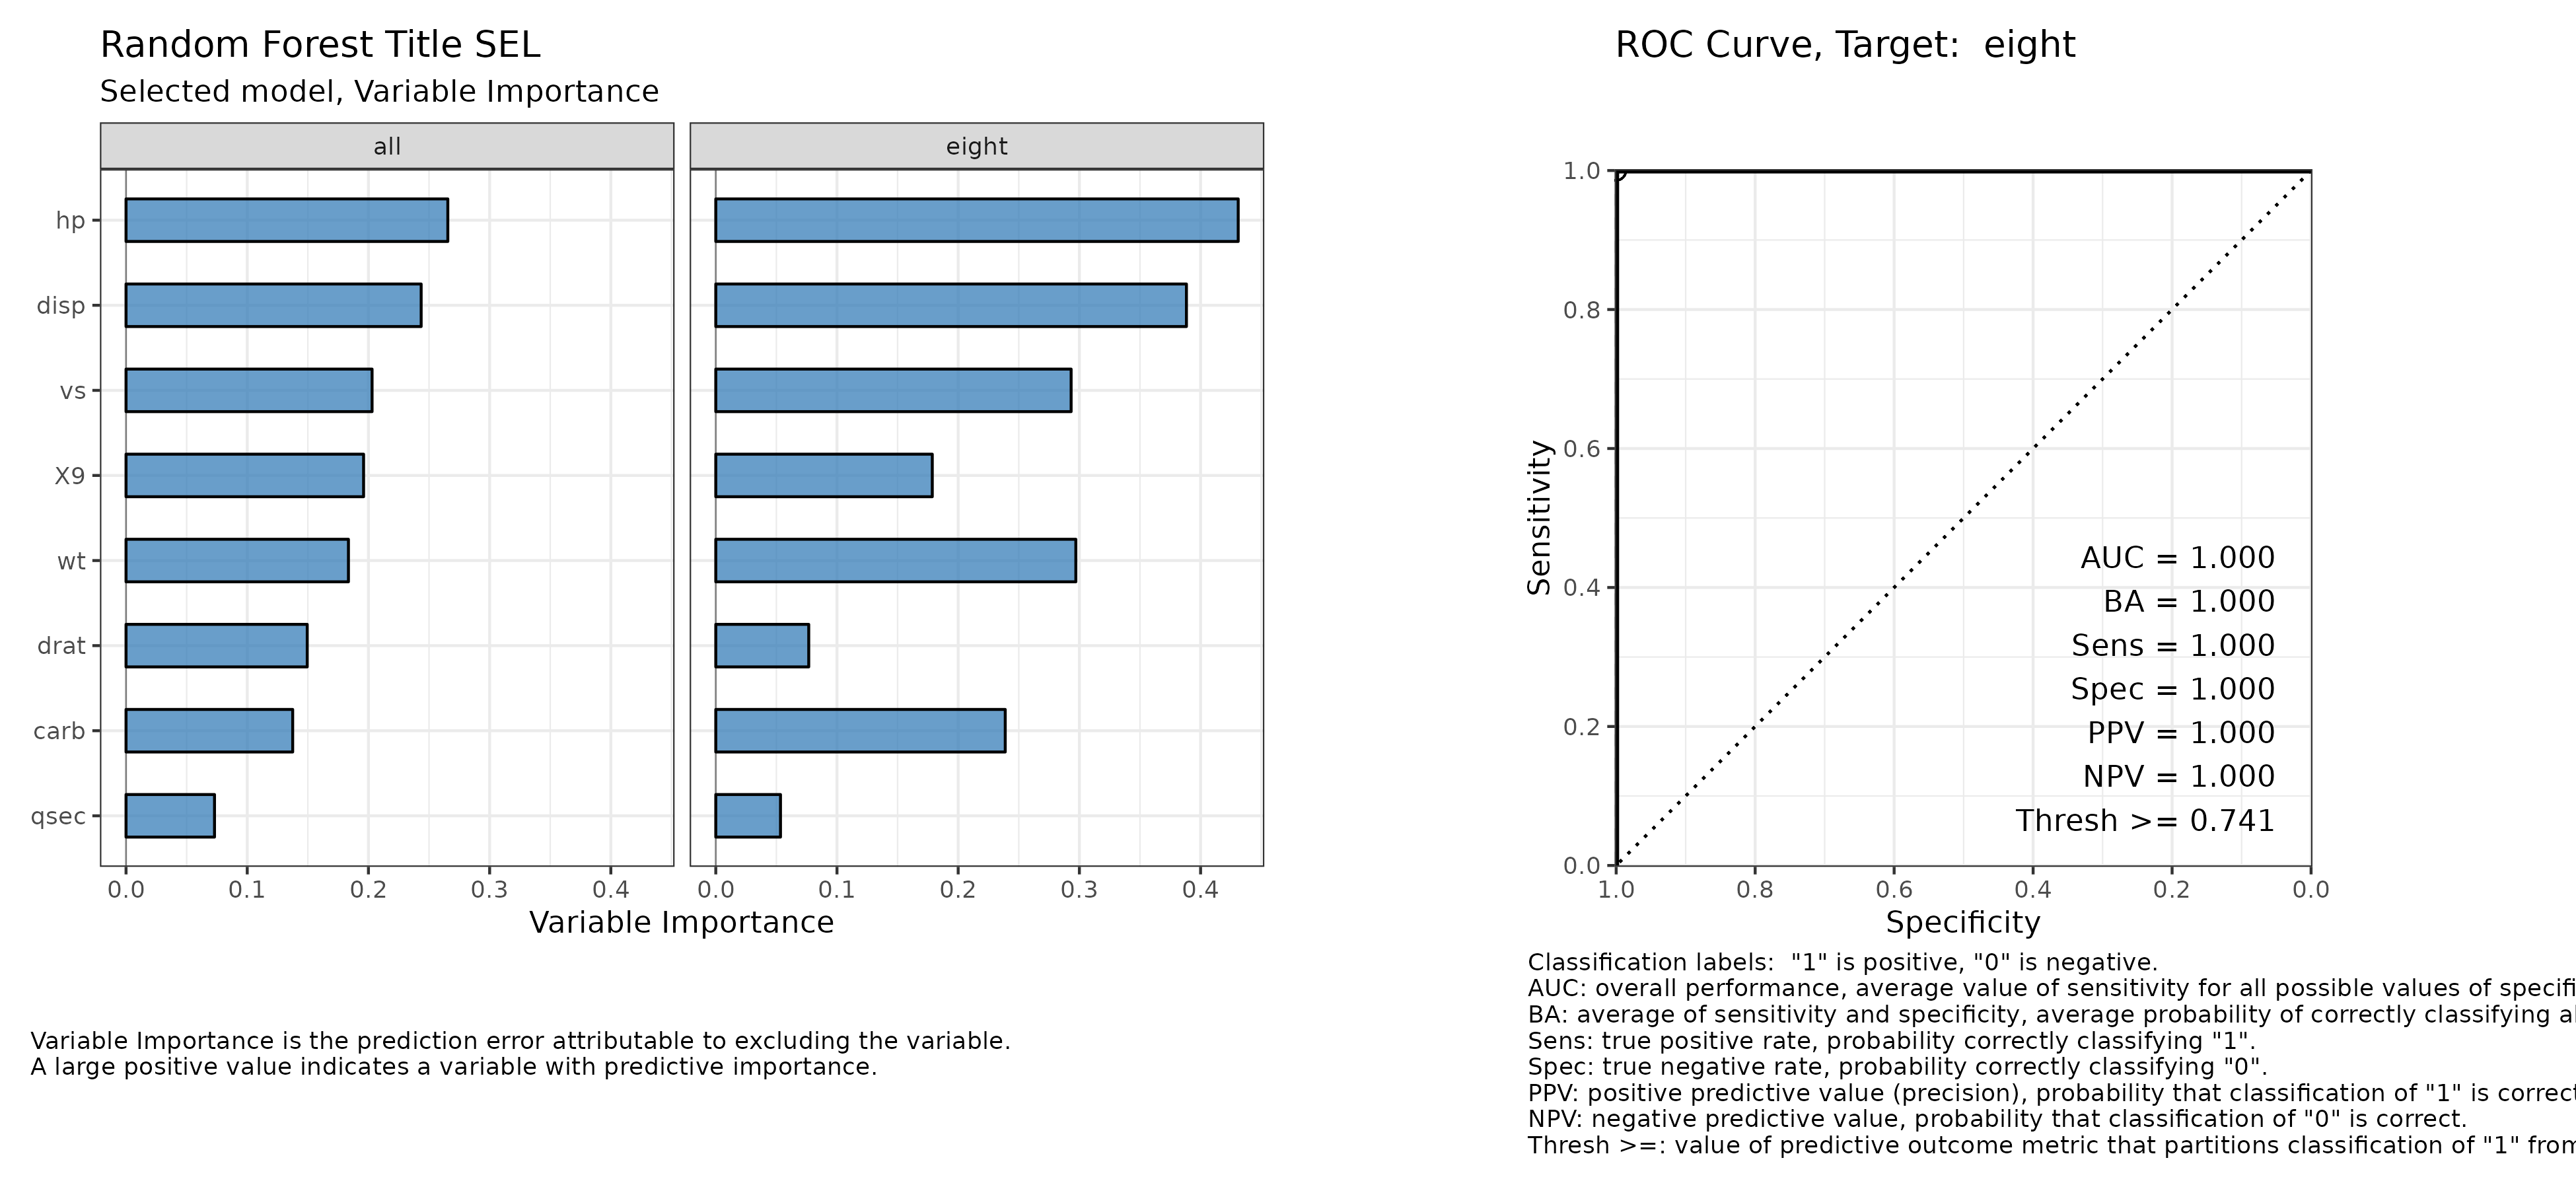 Random Forest Title SEL
Selected model, Variable Importance
all
eight
hp
disp
vs
X9
wt
drat
carb
qsec
0.0 0.1 0.2 0.3 0.4
0.0 0.1 0.2 0.3 0.4
Variable Importance
Variable Importance is the prediction error attributable to excluding the variable.
A large positive value indicates a variable with predictive importance.
ROC Curve, Target:  eight
Sensitivity
1.0
0.8
0.6
0.4
0.2
0.0
AUC = 1.000
BA = 1.000
Sens = 1.000
Spec = 1.000
PPV = 1.000
NPV = 1.000
Thresh >= 0.741
1.0 0.8 0.6 0.4 0.2 0.0
Specificity
Classification labels:  "1" is positive, "0" is negative.
AUC: overall performance, average value of sensitivity for all possible values of
BA: average of sensitivity and specificity, average probability of correctly classifying
Sens: true positive rate, probability correctly classifying "1".
Spec: true negative rate, probability correctly classifying "0".
PPV: positive predictive value (precision), probability that classification of "1" is correct
NPV: negative predictive value, probability that classification of "0" is correct.
Thresh >=: value of predictive outcome metric that partitions classification of "1" from